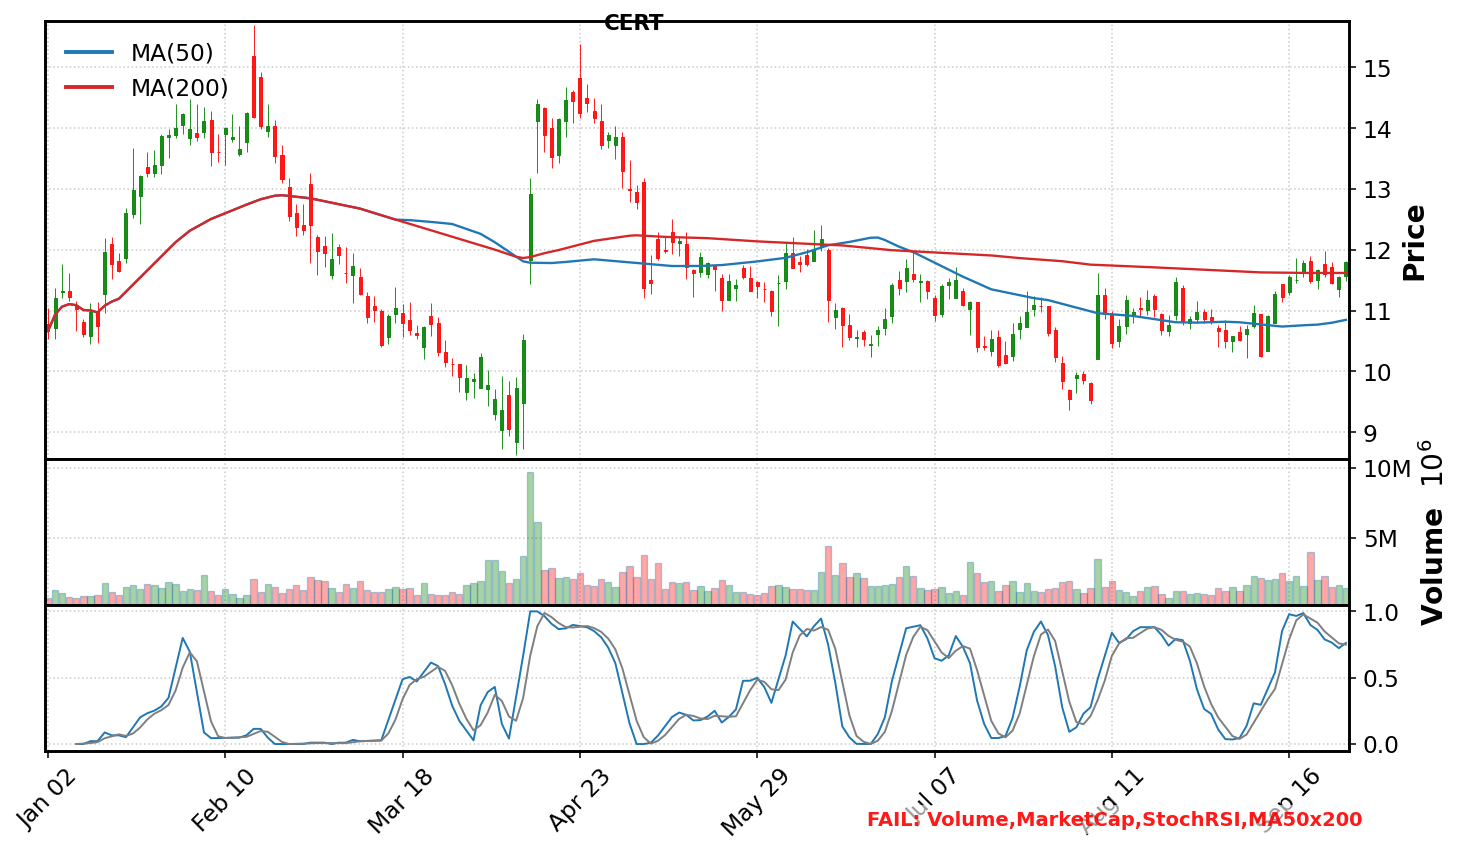 CERT
MA(50)
MA(200)
15
14
13
12
11
10
9
Price
10M
5M
Volume 10^6
1.0
0.5
0.0
Jan 02
Feb 10
Mar 18
Apr 23
May 29
Jul 07
Aug 11
Sep 16
FAIL: Volume,MarketCap,StochRSI,MA50x200